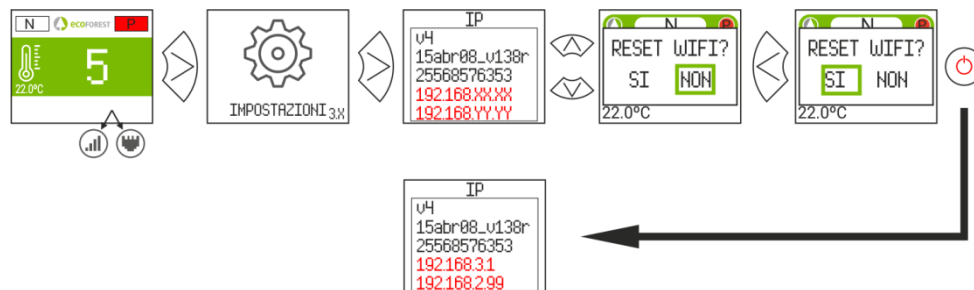 N ecoFOREST P
5
22.0ºC
IMPOSTAZIONI 3.X
IP
v4
15abr08_v138r
25568576353
192.168.XX.XX
192.168.YY.YY
N
RESET WIFI?
SI NON
22.0ºC
N
RESET WIFI?
SI NON
22.0ºC
IP
v4
15abr08_v138r
25568576353
192.168.3.1
192.168.2.99